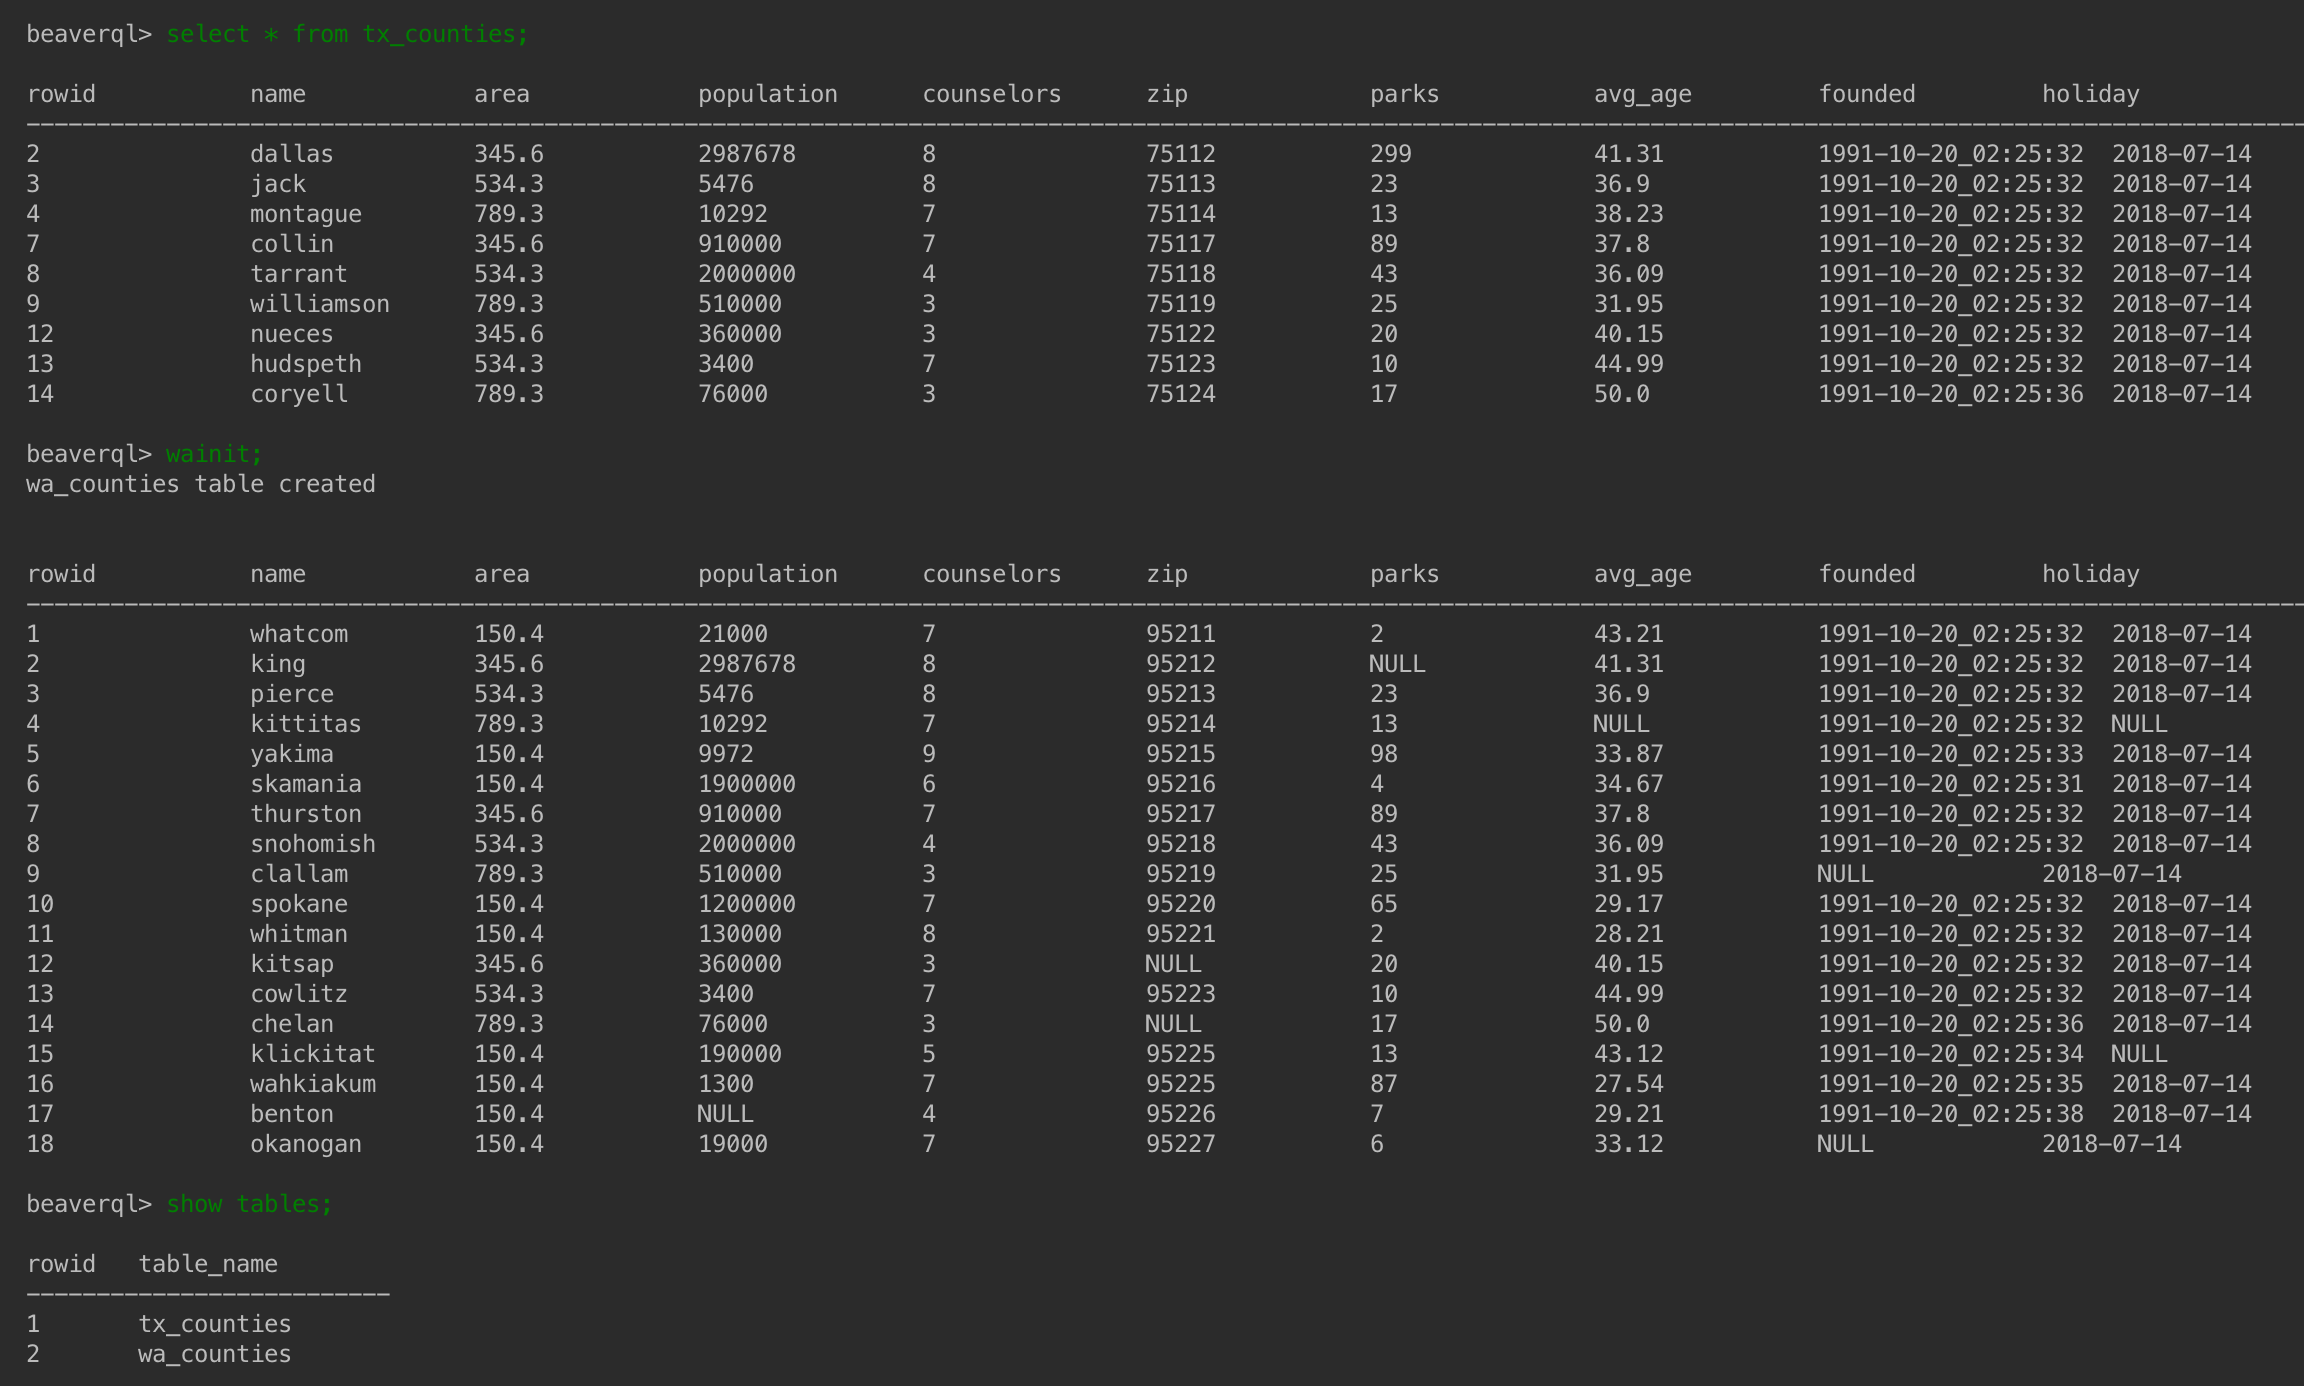 beaverql> select * from tx_counties;
rowid name area population counselors zip parks avg_age founded holiday
--------------------------------------------------------------------------------------------------------------------------------------------------------------------
2 dallas 345.6 2987678 8 75112 299 41.31 1991-10-20_02:25:32 2018-07-14
3 jack 534.3 5476 8 75113 23 36.9 1991-10-20_02:25:32 2018-07-14
4 montague 789.3 10292 7 75114 13 38.23 1991-10-20_02:25:32 2018-07-14
7 collin 345.6 910000 7 75117 89 37.8 1991-10-20_02:25:32 2018-07-14
8 tarrant 534.3 2000000 4 75118 43 36.09 1991-10-20_02:25:32 2018-07-14
9 williamson 789.3 510000 3 75119 25 31.95 1991-10-20_02:25:32 2018-07-14
12 nueces 345.6 360000 3 75122 20 40.15 1991-10-20_02:25:32 2018-07-14
13 hudspeth 534.3 3400 7 75123 10 44.99 1991-10-20_02:25:32 2018-07-14
14 coryell 789.3 76000 3 75124 17 50.0 1991-10-20_02:25:36 2018-07-14
beaverql> wainit;
wa_counties table created
rowid name area population counselors zip parks avg_age founded holiday
--------------------------------------------------------------------------------------------------------------------------------------------------------------------
1 whatcom 150.4 21000 7 95211 2 43.21 1991-10-20_02:25:32 2018-07-14
2 king 345.6 2987678 8 95212 NULL 41.31 1991-10-20_02:25:32 2018-07-14
3 pierce 534.3 5476 8 95213 23 36.9 1991-10-20_02:25:32 2018-07-14
4 kittitas 789.3 10292 7 95214 13 NULL 1991-10-20_02:25:32 NULL
5 yakima 150.4 9972 9 95215 98 33.87 1991-10-20_02:25:33 2018-07-14
6 skamania 150.4 1900000 6 95216 4 34.67 1991-10-20_02:25:31 2018-07-14
7 thurston 345.6 910000 7 95217 89 37.8 1991-10-20_02:25:32 2018-07-14
8 snohomish 534.3 2000000 4 95218 43 36.09 1991-10-20_02:25:32 2018-07-14
9 clallam 789.3 510000 3 95219 25 31.95 NULL 2018-07-14
10 spokane 150.4 1200000 7 95220 65 29.17 1991-10-20_02:25:32 2018-07-14
11 whitman 150.4 130000 8 95221 2 28.21 1991-10-20_02:25:32 2018-07-14
12 kitsap 345.6 360000 3 NULL 20 40.15 1991-10-20_02:25:32 2018-07-14
13 cowlitz 534.3 3400 7 95223 10 44.99 1991-10-20_02:25:32 2018-07-14
14 chelan 789.3 76000 3 NULL 17 50.0 1991-10-20_02:25:36 2018-07-14
15 klickitat 150.4 190000 5 95225 13 43.12 1991-10-20_02:25:34 NULL
16 wahkiakum 150.4 1300 7 95225 87 27.54 1991-10-20_02:25:35 2018-07-14
17 benton 150.4 NULL 4 95226 7 29.21 1991-10-20_02:25:38 2018-07-14
18 okanogan 150.4 19000 7 95227 6 33.12 NULL 2018-07-14
beaverql> show tables;
rowid table_name
--------------------------
1 tx_counties
2 wa_counties